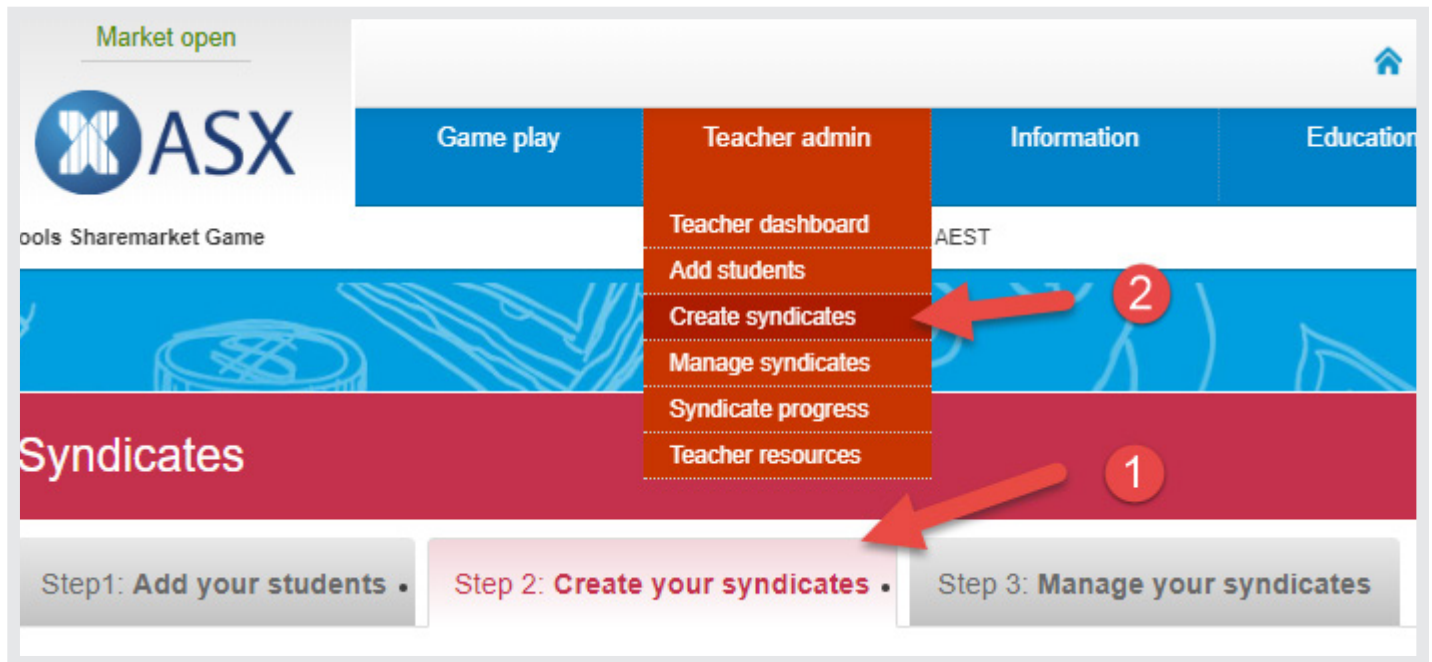 Market open
ASX
Game play
Teacher admin
Information
Education
ools Sharemarket Game
AEST
Teacher dashboard
Add students
Create syndicates
2
Manage syndicates
Syndicate progress
Teacher resources
Syndicates
1
Step1: Add your students •
Step 2: Create your syndicates •
Step 3: Manage your syndicates